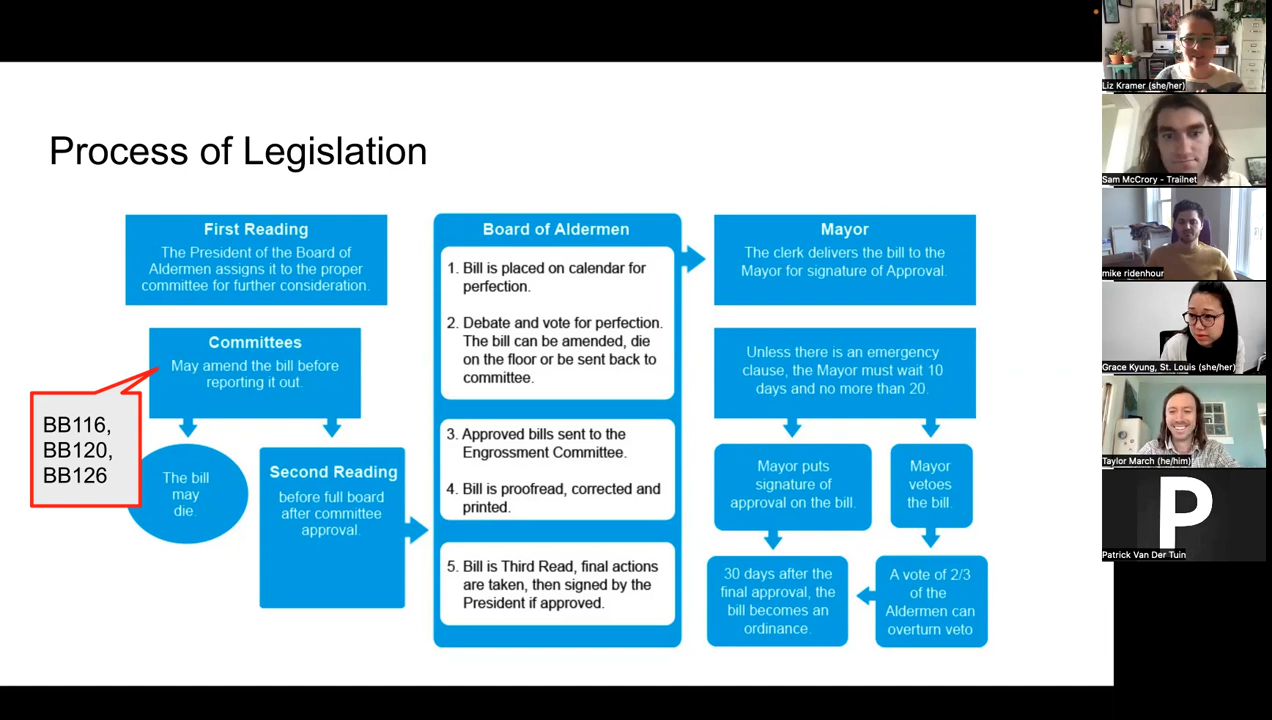 Process of Legislation
First Reading
The President of the Board of
Aldermen assigns it to the proper
committee for further consideration.
Committees
May amend the bill before
reporting it out.
BB116,
BB120,
BB126
The bill
may
die.
Second Reading
before full board
after committee
approval.
Board of Aldermen
1. Bill is placed on calendar for
perfection.
2. Debate and vote for perfection.
The bill can be amended, die
on the floor or be sent back to
committee.
3. Approved bills sent to the
Engrossment Committee.
4. Bill is proofread, corrected and
printed.
5. Bill is Third Read, final actions
are taken, then signed by the
President if approved.
Mayor
The clerk delivers the bill to the
Mayor for signature of Approval.
Unless there is an emergency
clause, the Mayor must wait 10
days and no more than 20.
Mayor puts
signature of
approval on the bill.
Mayor
vetoes
the bill.
30 days after the
final approval, the
bill becomes an
ordinance.
A vote of 2/3
of the
Aldermen can
overturn veto
Liz Kramer (she/her)
Sam McCrory - Trailnet
mike ridenhour
Grace Kyung, St. Louis (she/her)
Taylor March (he/him)
P
Patrick Van Der Tuin